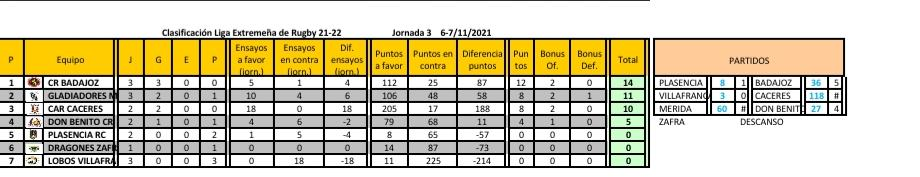 Clasificación Liga Extremeña de Rugby 21-22 Jornada 3 6-7/11/2021
P Equipo J G E P Ensayos a favor (jorn.) Ensayos en contra (jorn.) Dif. ensayos (jorn.) Puntos a favor Puntos en contra Diferencia puntos Pun tos Bonus Of. Bonus Def. Total PARTIDOS
1 CR BADAJOZ 3 3 0 0 5 1 4 112 25 87 12 2 0 14 PLASENCIA 8 1 BADAJOZ 36 5
2 GLADIADORES M 3 2 0 1 10 4 6 106 48 58 8 2 1 11 VILLAFRANC 3 0 CACERES 118 #
3 CAR CACERES 2 2 0 0 18 0 18 205 17 188 8 2 0 10 MERIDA 60 # DON BENIT 27 4
4 DON BENITO CR 2 1 0 1 4 6 -2 79 68 11 4 1 0 5 ZAFRA DESCANSO
5 PLASENCIA RC 2 0 0 2 1 5 -4 8 65 -57 0 0 0 0
6 DRAGONES ZAFR 1 0 0 1 14 87 -73 0 0 0 0
7 LOBOS VILLAFRA 3 0 0 3 0 18 -18 11 225 -214 0 0 0 0